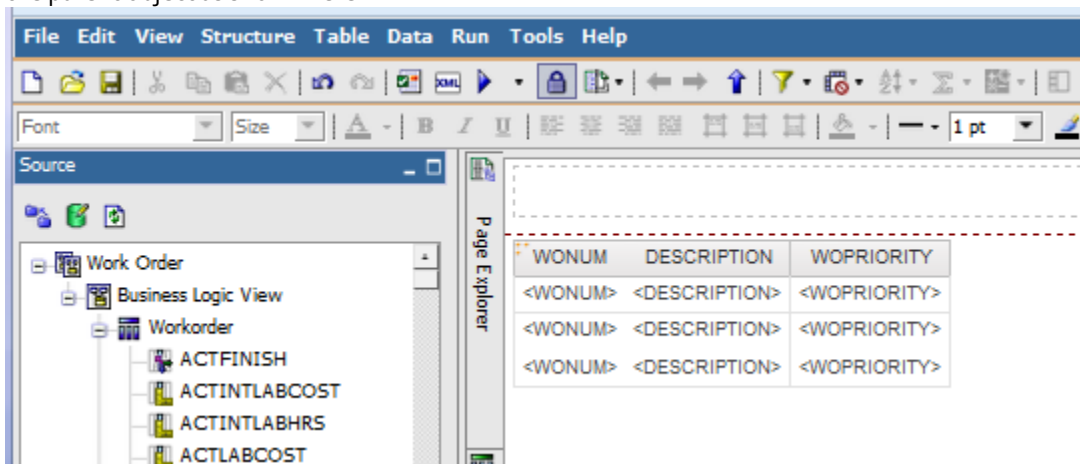 File Edit View Structure Table Data Run Tools Help
XML
Font Size A B I U 1 pt
Source
Page Explorer
Work Order
Business Logic View
Workorder
ACTFINISH
ACTINTLABCOST
ACTINTLABHRS
ACTLABCOST
WONUM DESCRIPTION WOPRIORITY
<WONUM> <DESCRIPTION> <WOPRIORITY>
<WONUM> <DESCRIPTION> <WOPRIORITY>
<WONUM> <DESCRIPTION> <WOPRIORITY>